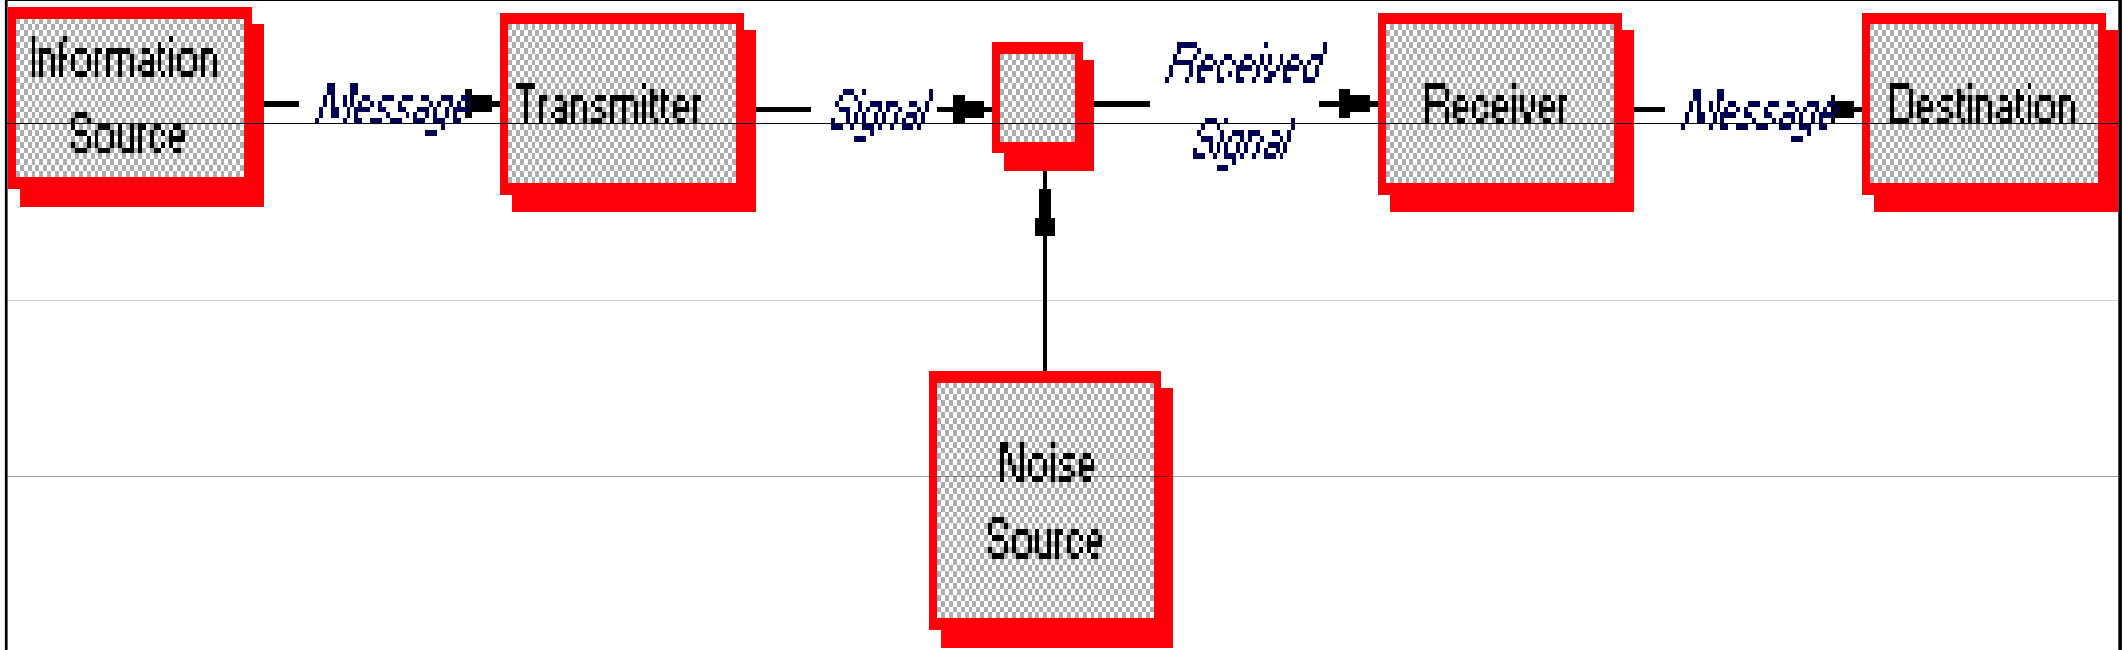 Information
Source
Message
Transmitter
Signal
Received
Signal
Receiver
Message
Destination
Noise
Source